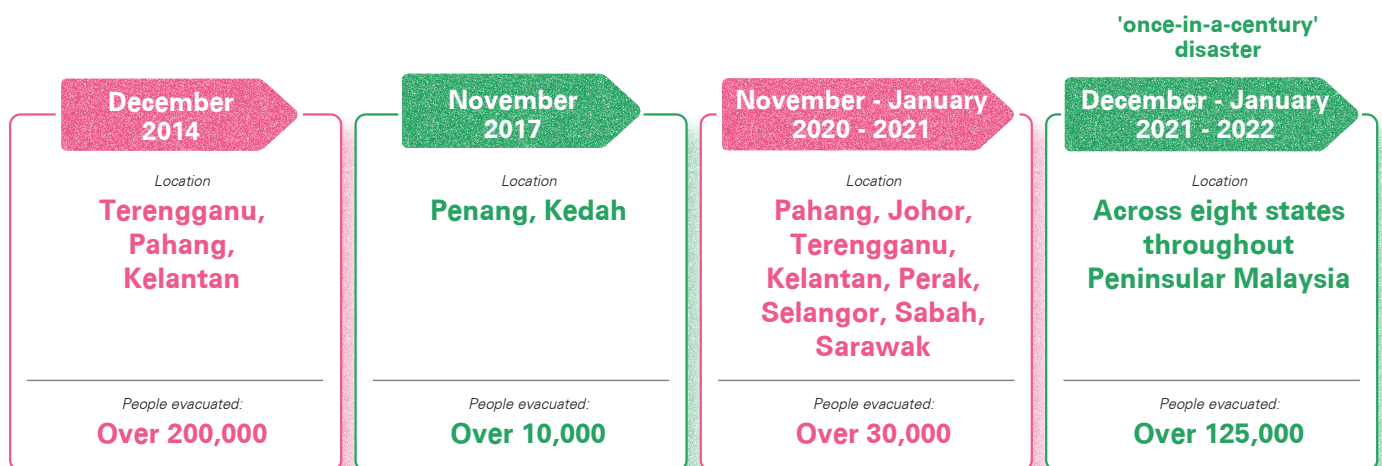 'once-in-a-century'
disaster
December
2014
Location
Terengganu,
Pahang,
Kelantan
People evacuated:
Over 200,000
November
2017
Location
Penang, Kedah
People evacuated:
Over 10,000
November - January
2020 - 2021
Location
Pahang, Johor,
Terengganu,
Kelantan, Perak,
Selangor, Sabah,
Sarawak
People evacuated:
Over 30,000
December - January
2021 - 2022
Location
Across eight states
throughout
Peninsular Malaysia
People evacuated:
Over 125,000